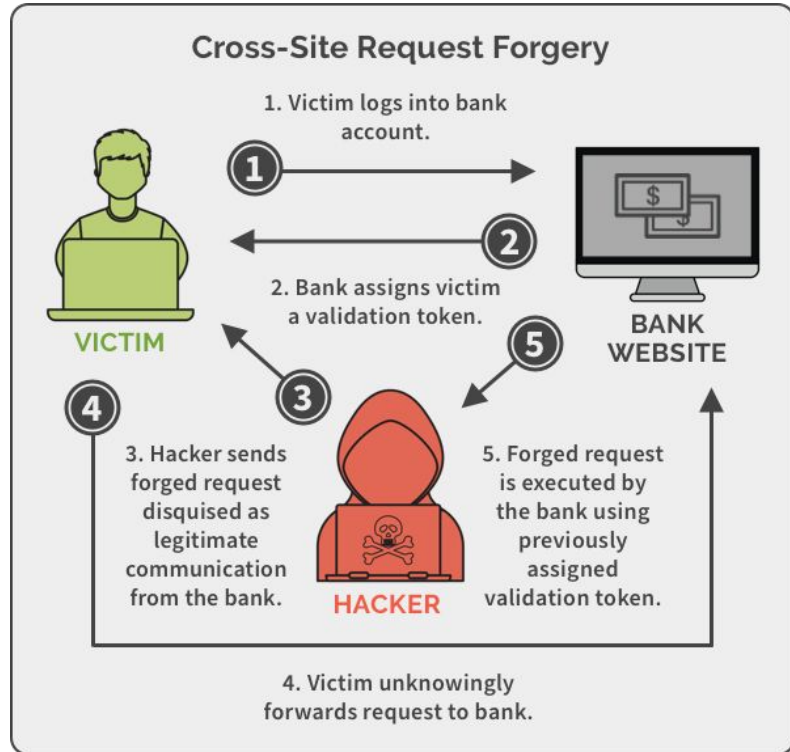 Cross-Site Request Forgery
1. Victim logs into bank
account.
1
2
2. Bank assigns victim
a validation token.
VICTIM
$
$
BANK
WEBSITE
5
3
4
3. Hacker sends
forged request
disquised as
legitimate
communication
from the bank.
HACKER
5. Forged request
is executed by
the bank using
previously
assigned
validation token.
4. Victim unknowingly
forwards request to bank.